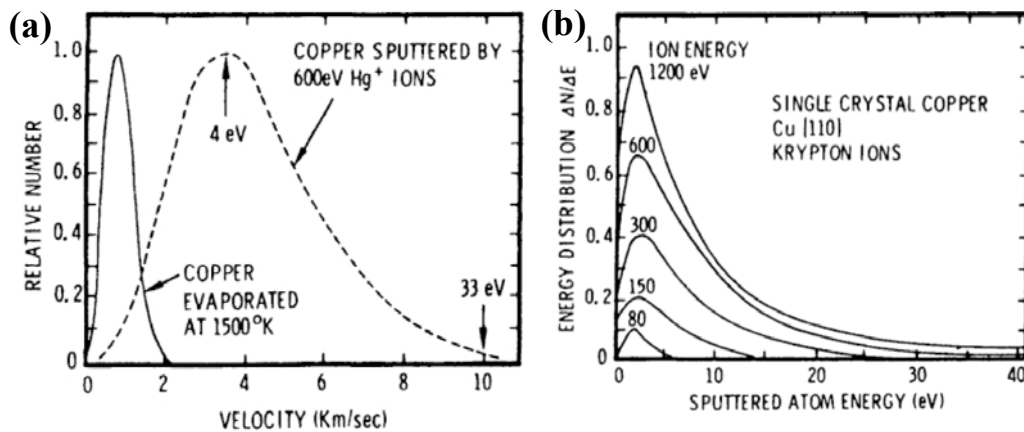 (a)
RELATIVE NUMBER
1.0
0.8
0.6
0.4
0.2
0
COPPER SPUTTERED BY
600eV Hg+ IONS
4 eV
COPPER
EVAPORATED
AT 1500°K
33 eV
0 2 4 6 8 10
VELOCITY (Km/sec)
(b)
ENERGY DISTRIBUTION ΔN/ΔE
1.0
0.8
0.6
0.4
0.2
0
ION ENERGY
1200 eV
SINGLE CRYSTAL COPPER
Cu [110]
KRYPTON IONS
600
300
150
80
0 10 20 30 40
SPUTTERED ATOM ENERGY (eV)